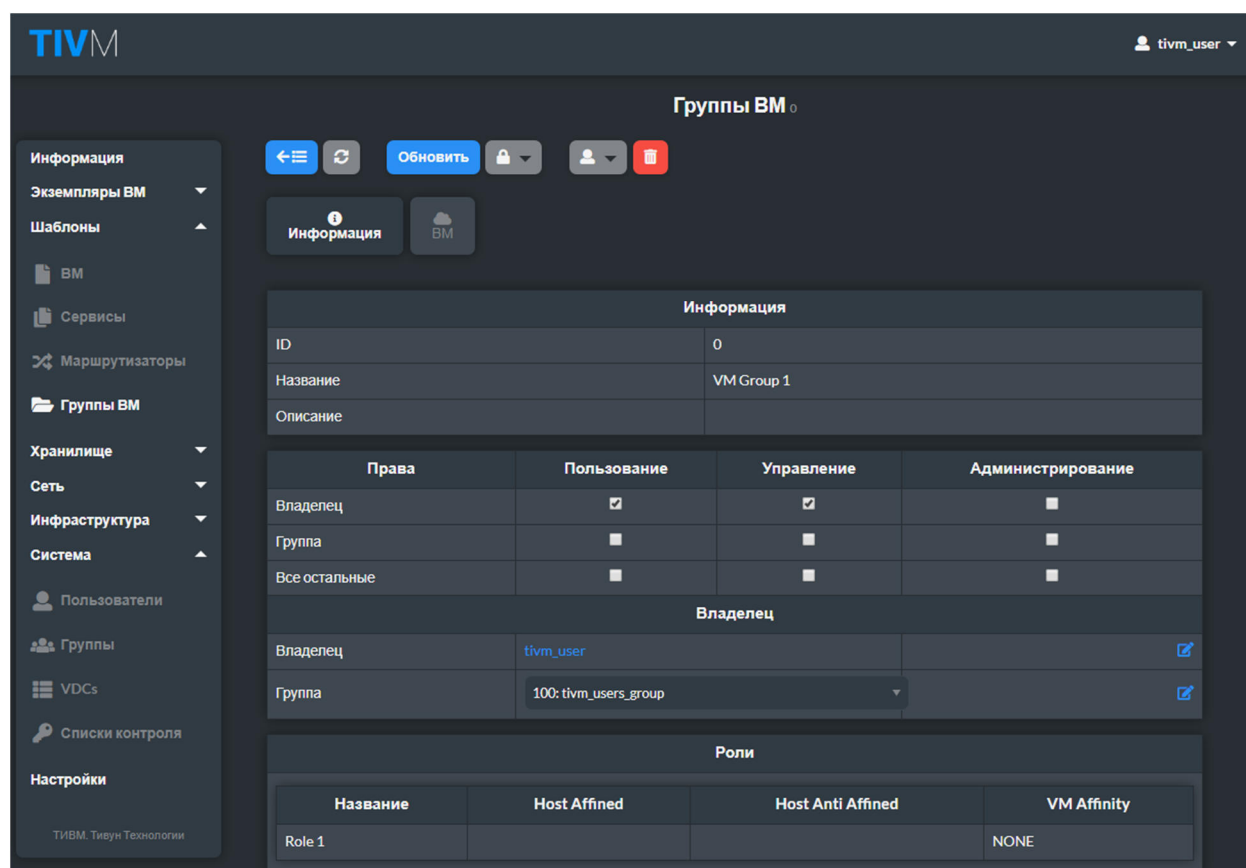 TIVM
tivm_user
Группы ВМ 0
Информация
Экземпляры ВМ
Шаблоны
ВМ
Сервисы
Маршрутизаторы
Группы ВМ
Хранилище
Сеть
Инфраструктура
Система
Пользователи
Группы
VDCs
Списки контроля
Настройки
ТИВМ. Тивун Технологии
Обновить
Информация
ВМ
Информация
ID 0
Название VM Group 1
Описание
Права Пользование Управление Администрирование
Владелец
Группа
Все остальные
Владелец
Владелец tivm_user
Группа 100: tivm_users_group
Роли
Название Host Affined Host Anti Affined VM Affinity
Role 1 NONE